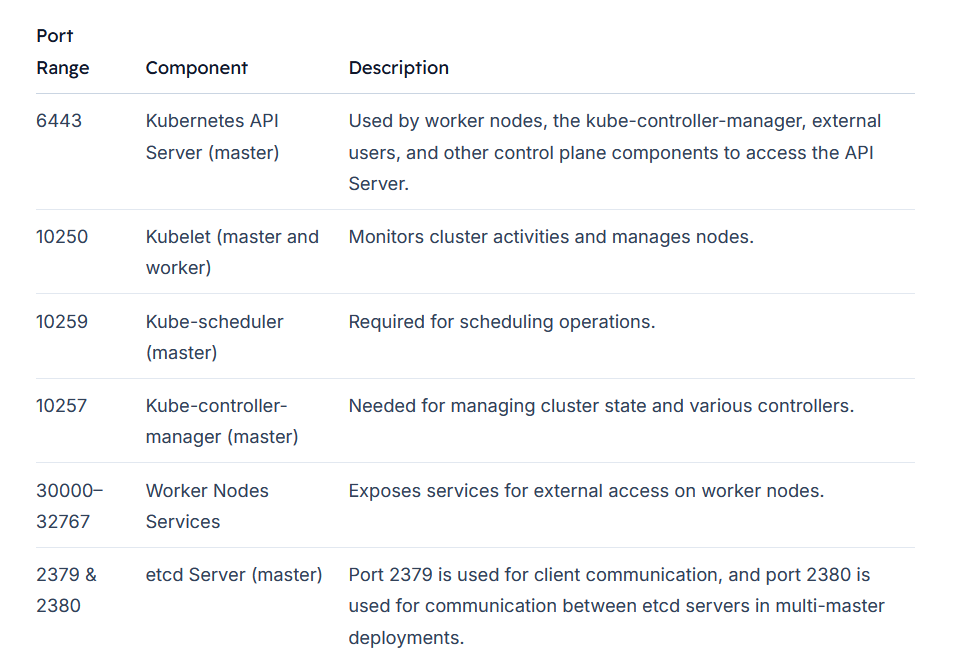 Port
Range Component Description
6443 Kubernetes API Used by worker nodes, the kube-controller-manager, external
Server (master) users, and other control plane components to access the API
Server.
10250 Kubelet (master and Monitors cluster activities and manages nodes.
worker)
10259 Kube-scheduler Required for scheduling operations.
(master)
10257 Kube-controller- Needed for managing cluster state and various controllers.
manager (master)
30000– Worker Nodes Exposes services for external access on worker nodes.
32767 Services
2379 & etcd Server (master) Port 2379 is used for client communication, and port 2380 is
2380 used for communication between etcd servers in multi-master
deployments.